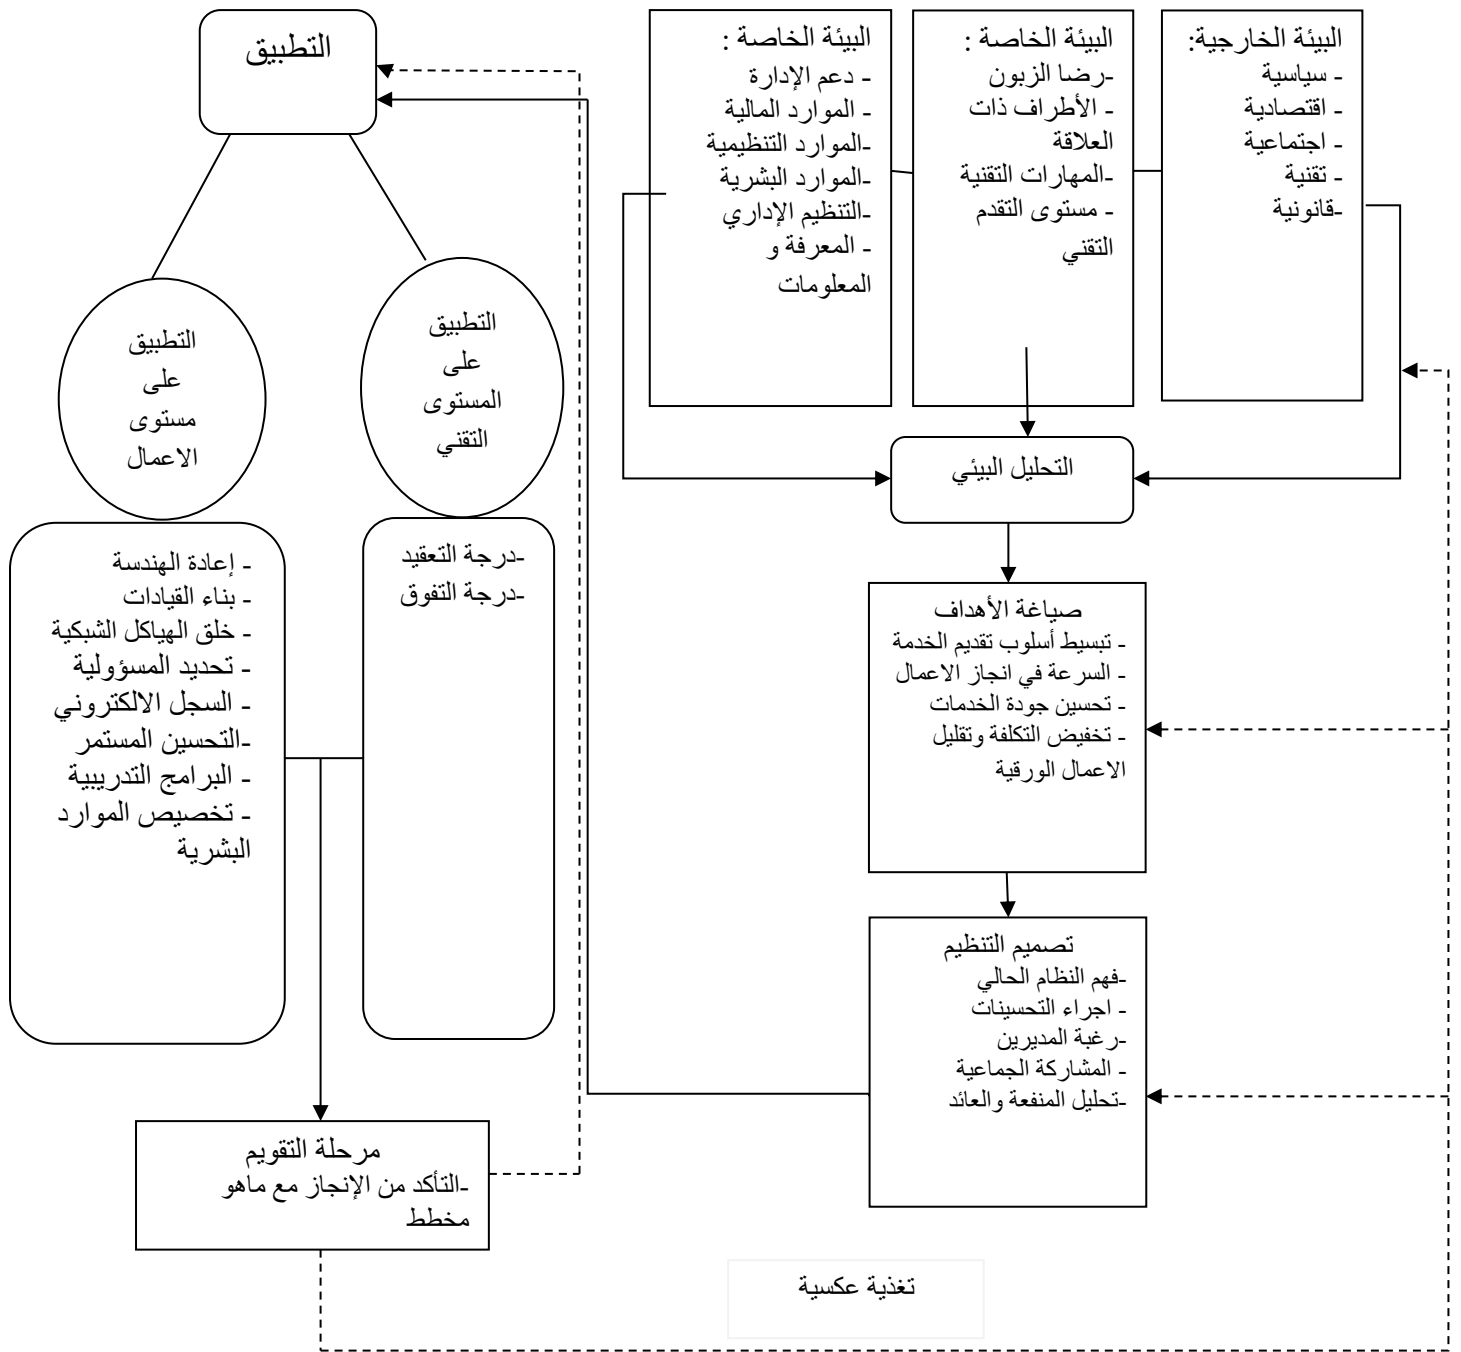 البيئة الخارجية:
- سياسية
- اقتصادية
- اجتماعية
- تقنية
-قانونية
البيئة الخاصة :
-رضا الزبون
- الأطراف ذات
العلاقة
-المهارات التقنية
- مستوى التقدم
التقني
البيئة الخاصة :
- دعم الإدارة
- الموارد المالية
-الموارد التنظيمية
-الموارد البشرية
-التنظيم الإداري
- المعرفة و
المعلومات
التحليل البيئي
صياغة الأهداف
- تبسيط أسلوب تقديم الخدمة
- السرعة في انجاز الاعمال
- تحسين جودة الخدمات
- تخفيض التكلفة وتقليل
الاعمال الورقية
تصميم التنظيم
-فهم النظام الحالي
- اجراء التحسينات
-رغبة المديرين
- المشاركة الجماعية
-تحليل المنفعة والعائد
التطبيق
التطبيق
على
المستوى
التقني
التطبيق
على
مستوى
الاعمال
-درجة التعقيد
-درجة التفوق
- إعادة الهندسة
- بناء القيادات
- خلق الهياكل الشبكية
- تحديد المسؤولية
- السجل الالكتروني
-التحسين المستمر
- البرامج التدريبية
- تخصيص الموارد
البشرية
مرحلة التقويم
-التأكد من الإنجاز مع ماهو
مخطط
تغذية عكسية